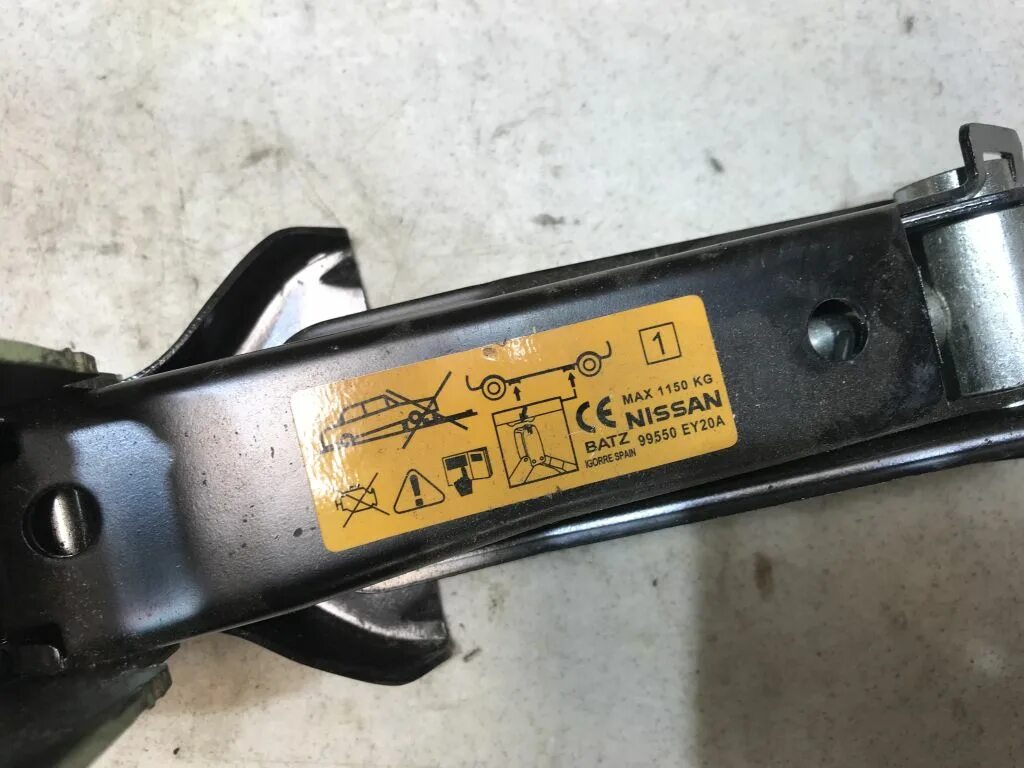 1
MAX 1150 KG
CE NISSAN
BATZ 99550 EY20A
IGORRE SPAIN